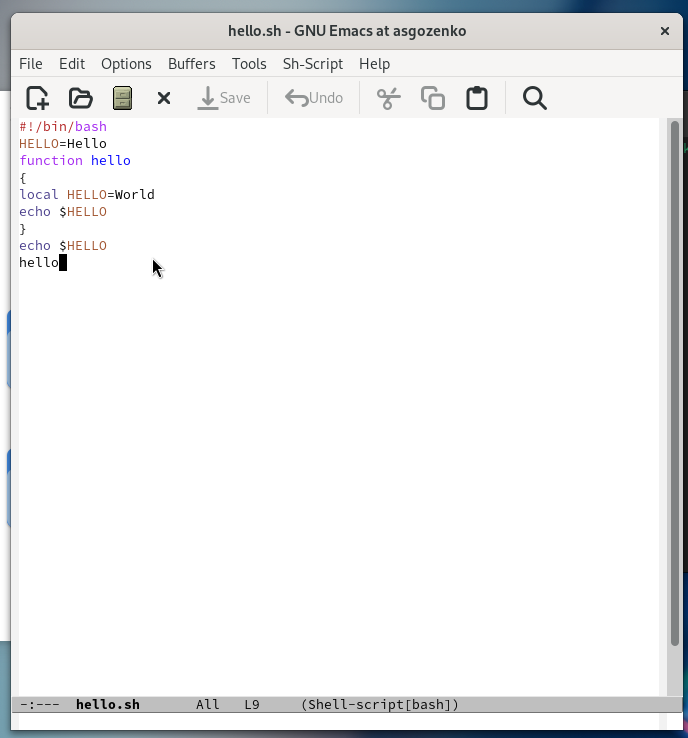 hello.sh - GNU Emacs at asgozenko
File Edit Options Buffers Tools Sh-Script Help
Save Undo
#!/bin/bash
HELLO=Hello
function hello
{
local HELLO=World
echo $HELLO
}
echo $HELLO
hello
-:--- hello.sh All L9 (Shell-script[bash])